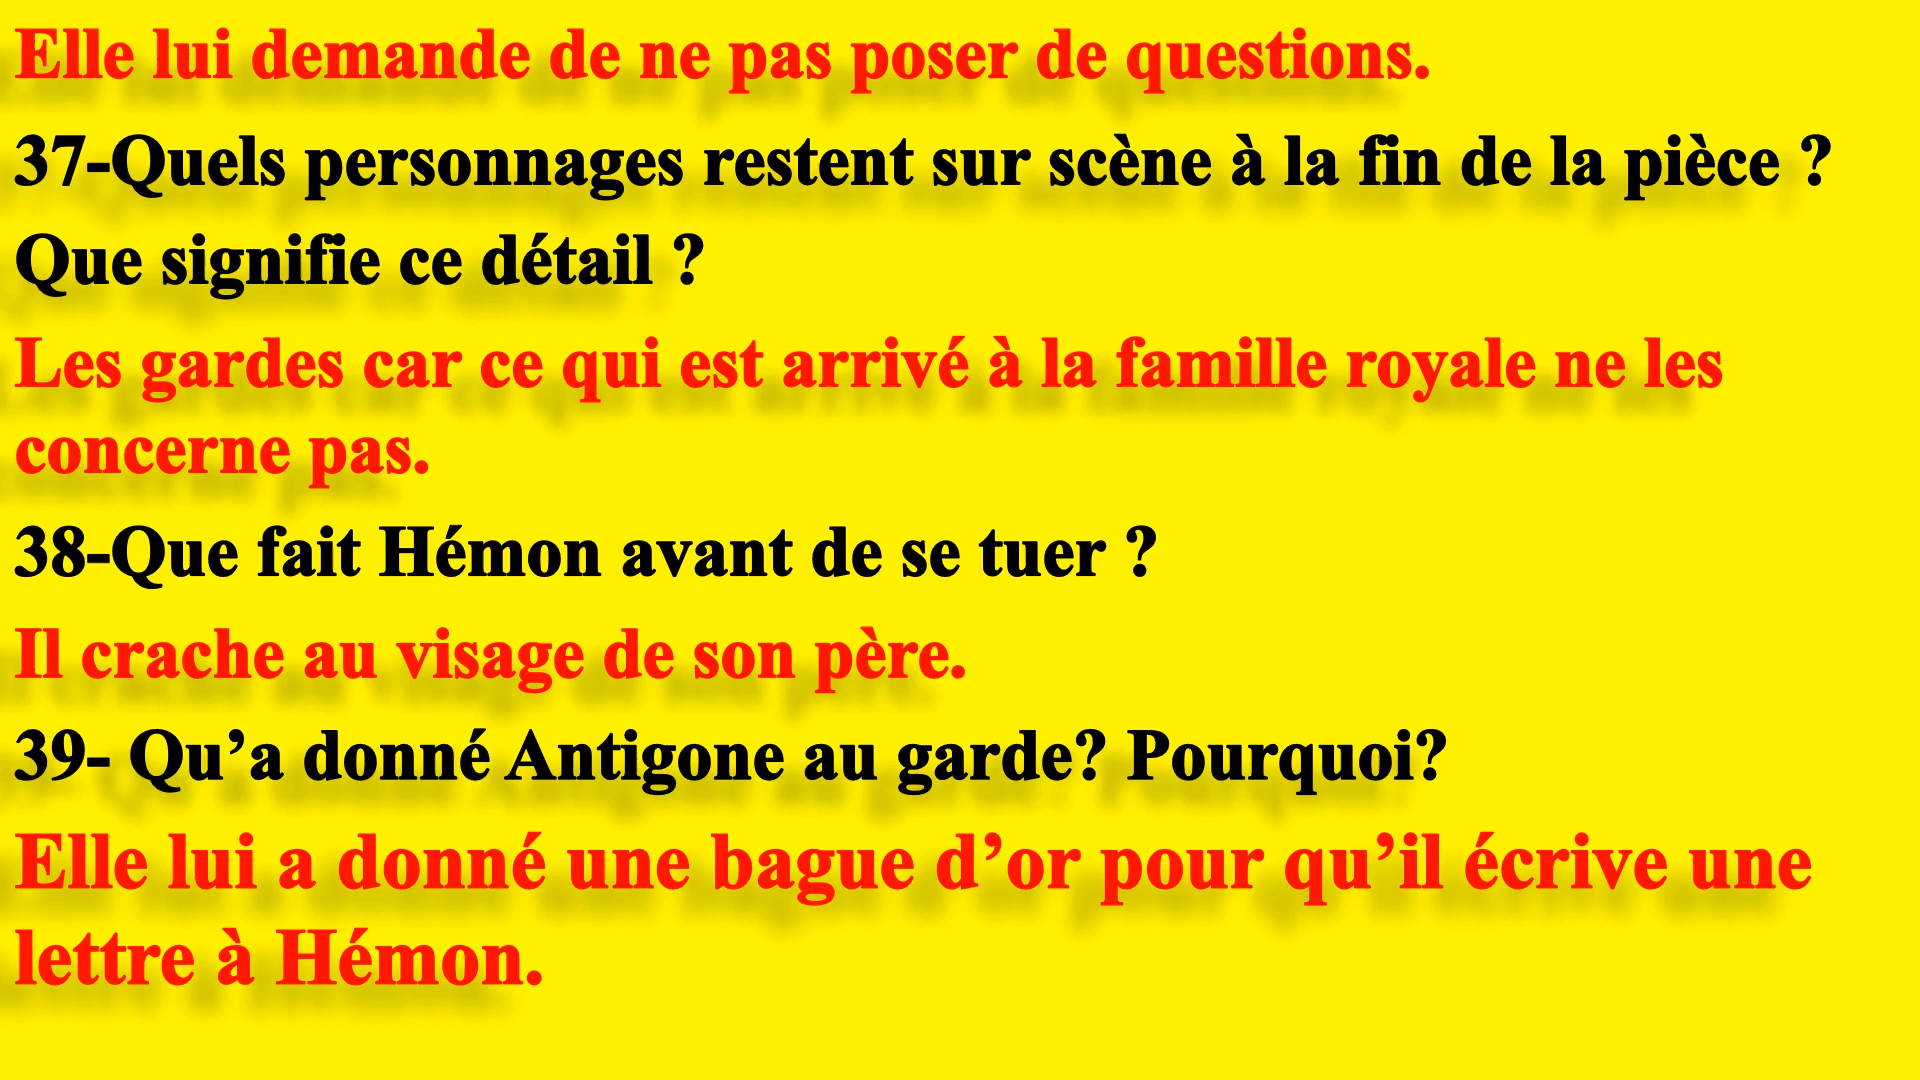 Elle lui demande de ne pas poser de questions.
37-Quels personnages restent sur scène à la fin de la pièce ?
Que signifie ce détail ?
Les gardes car ce qui est arrivé à la famille royale ne les
concerne pas.
38-Que fait Hémon avant de se tuer ?
Il crache au visage de son père.
39- Qu’a donné Antigone au garde? Pourquoi?
Elle lui a donné une bague d’or pour qu’il écrive une
lettre à Hémon.